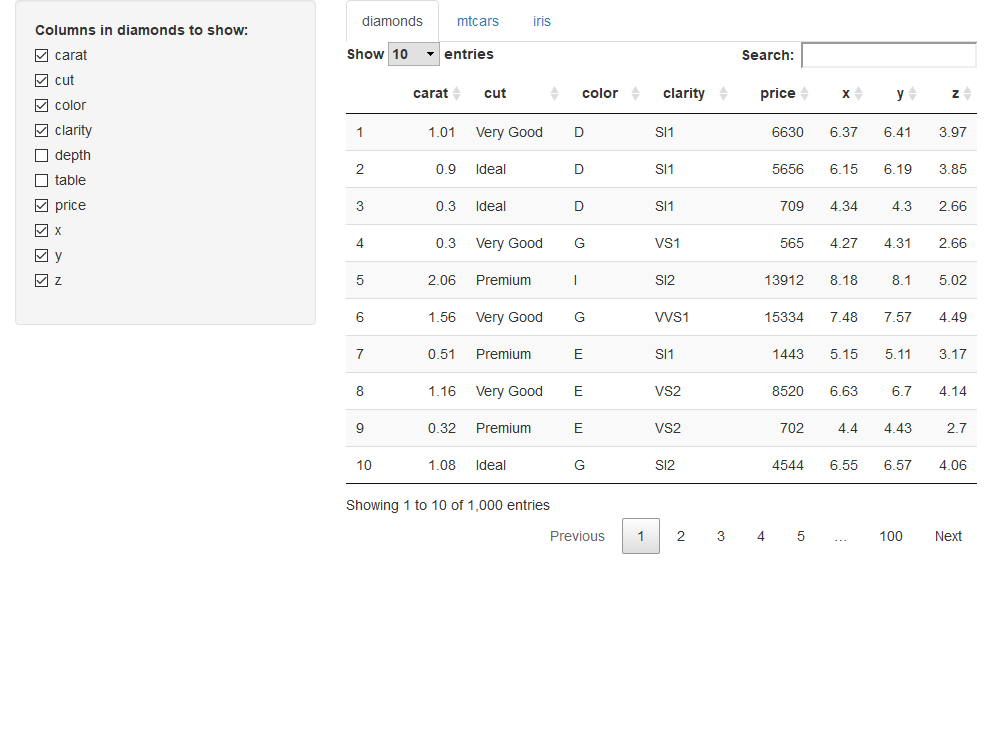 Columns in diamonds to show:
carat
cut
color
clarity
depth
table
price
x
y
z
diamonds mtcars iris
Show 10 entries Search:
carat cut color clarity price x y z
1 1.01 Very Good D SI1 6630 6.37 6.41 3.97
2 0.9 Ideal D SI1 5656 6.15 6.19 3.85
3 0.3 Ideal D SI1 709 4.34 4.3 2.66
4 0.3 Very Good G VS1 565 4.27 4.31 2.66
5 2.06 Premium I SI2 13912 8.18 8.1 5.02
6 1.56 Very Good G VVS1 15334 7.48 7.57 4.49
7 0.51 Premium E SI1 1443 5.15 5.11 3.17
8 1.16 Very Good E VS2 8520 6.63 6.7 4.14
9 0.32 Premium E VS2 702 4.4 4.43 2.7
10 1.08 Ideal G SI2 4544 6.55 6.57 4.06
Showing 1 to 10 of 1,000 entries
Previous 1 2 3 4 5 … 100 Next